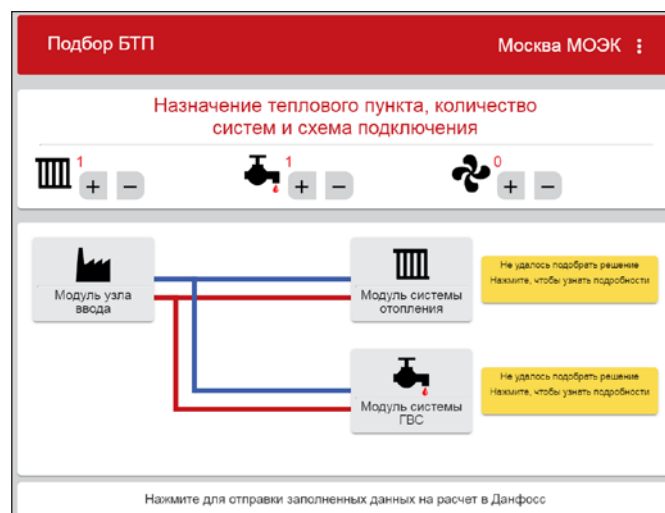 Подбор БТП
Москва МОЭК
Назначение теплового пункта, количество
систем и схема подключения
1
+ −
1
+ −
0
+ −
Модуль узла
ввода
Модуль системы
отопления
Не удалось подобрать решение
Нажмите, чтобы узнать подробности
Модуль системы
ГВС
Не удалось подобрать решение
Нажмите, чтобы узнать подробности
Нажмите для отправки заполненных данных на расчет в Данфосс